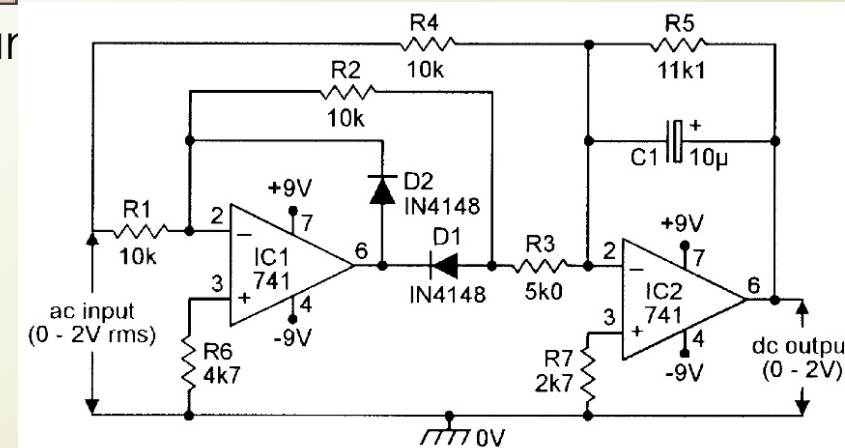 R4
10k
R5
11k1
R2
10k
C1
+
10µ
+9V
D2
IN4148
R1
10k
2
−
7
IC1
741
6
D1
IN4148
R3
5k0
+9V
2
−
7
IC2
741
6
3
+
4
-9V
3
+
4
-9V
ac input
(0 - 2V rms)
R6
4k7
R7
2k7
dc outpu
(0 - 2V)
0V